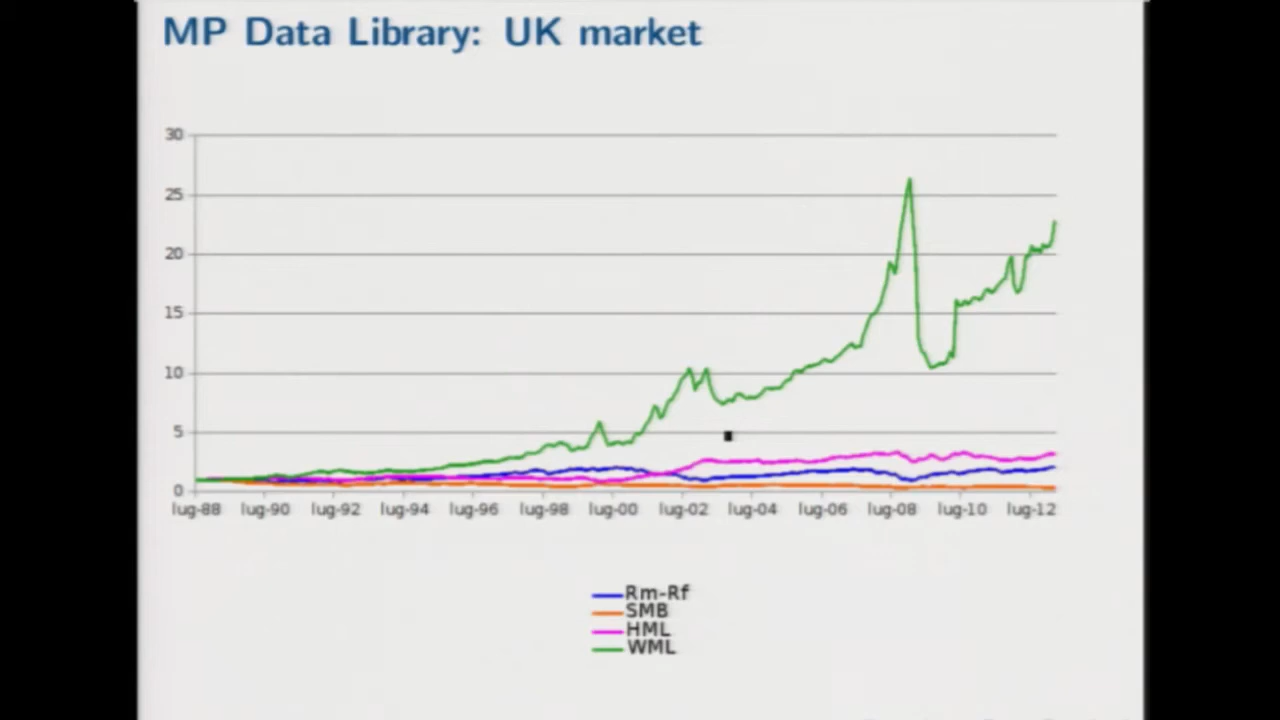 MP Data Library: UK market
30
25
20
15
10
5
0
lug-88 lug-90 lug-92 lug-94 lug-96 lug-98 lug-00 lug-02 lug-04 lug-06 lug-08 lug-10 lug-12
Rm-Rf
SMB
HML
WML